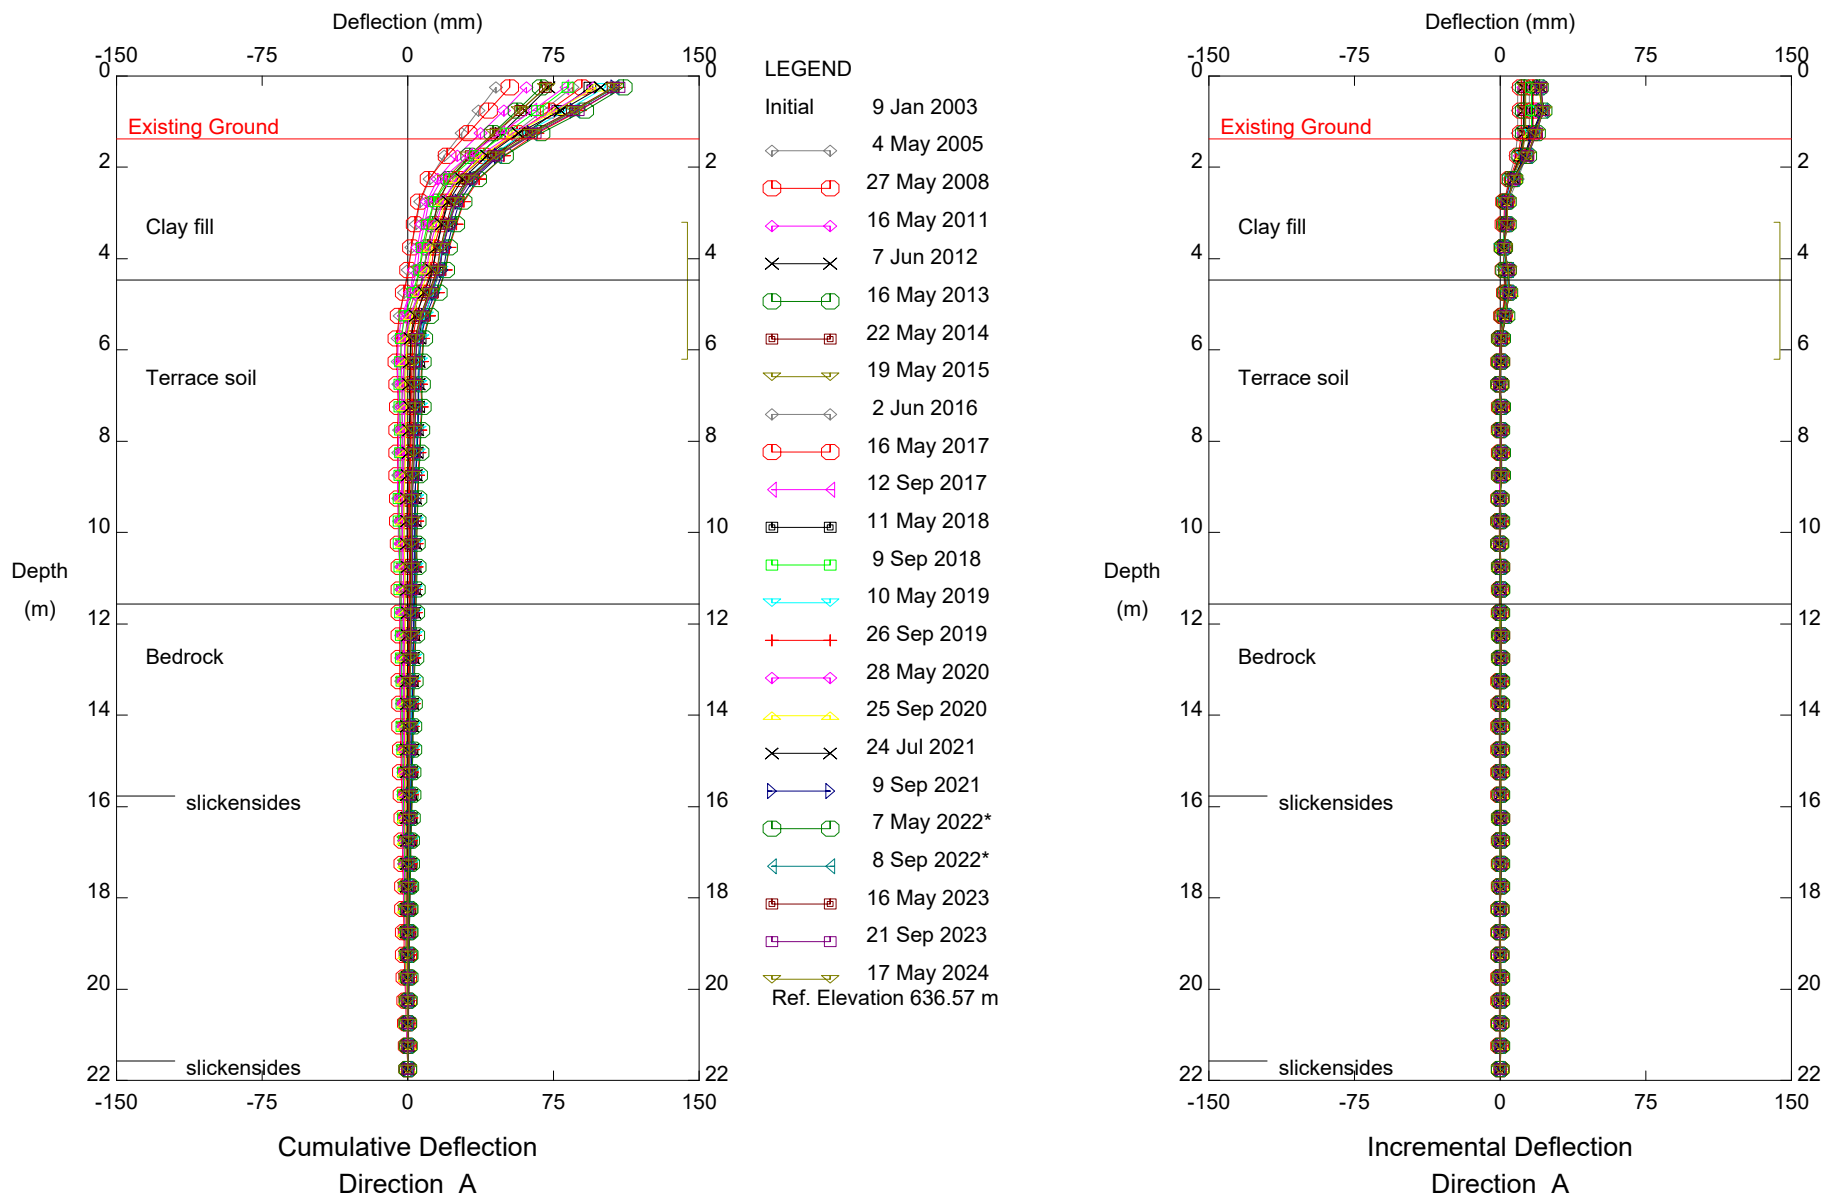 Deflection (mm)
-150 -75 0 75 150
0 0
Existing Ground
2 2
Clay fill
4 4
6 6
Terrace soil
8 8
10 10
Depth
(m)
12 12
Bedrock
14 14
16 16
slickensides
18 18
20 20
slickensides
22 22
-150 -75 0 75 150
Cumulative Deflection
Direction A
LEGEND
Initial 9 Jan 2003
4 May 2005
27 May 2008
16 May 2011
7 Jun 2012
16 May 2013
22 May 2014
19 May 2015
2 Jun 2016
16 May 2017
12 Sep 2017
11 May 2018
9 Sep 2018
10 May 2019
26 Sep 2019
28 May 2020
25 Sep 2020
24 Jul 2021
9 Sep 2021
7 May 2022*
8 Sep 2022*
16 May 2023
21 Sep 2023
17 May 2024
Ref. Elevation 636.57 m
Deflection (mm)
-150 -75 0 75 150
0 0
Existing Ground
2 2
Clay fill
4 4
6 6
Terrace soil
8 8
10 10
Depth
(m)
12 12
Bedrock
14 14
16 16
slickensides
18 18
20 20
slickensides
22 22
-150 -75 0 75 150
Incremental Deflection
Direction A